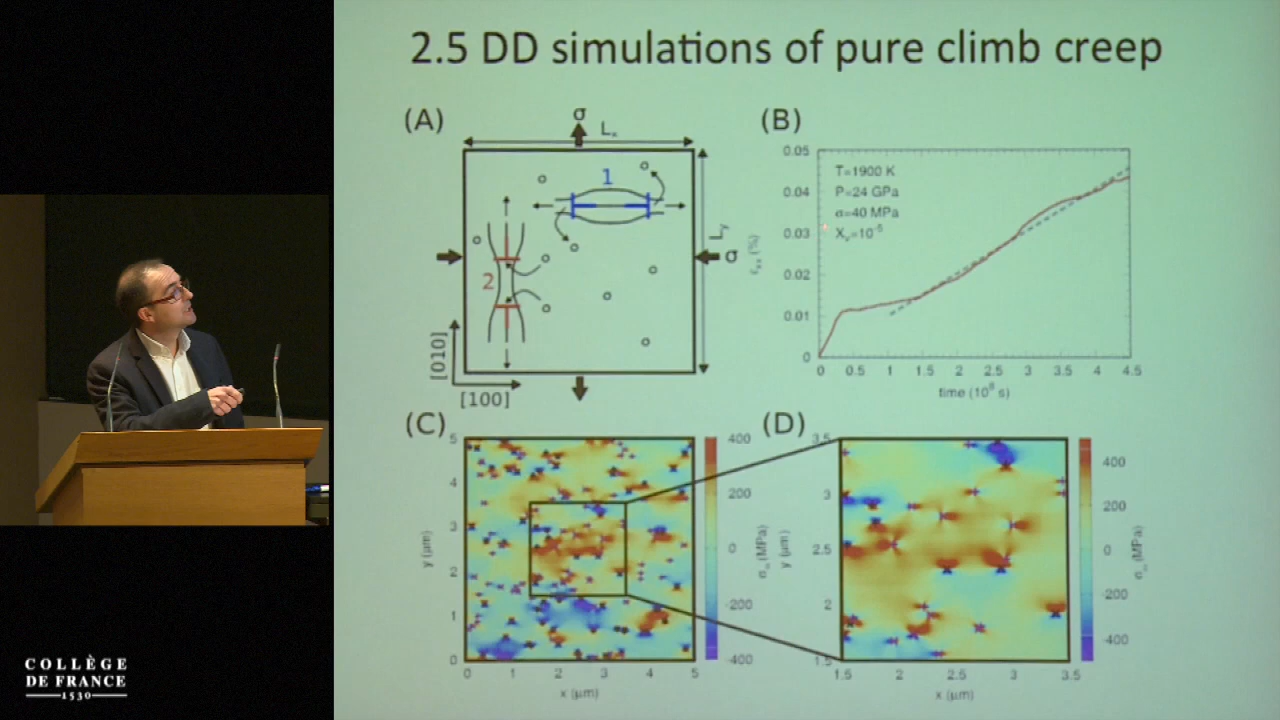 2.5 DD simulations of pure climb creep
(A)
σ
Lₓ
1
2
L_y
σ
[010]
[100]
(B)
0.05
0.04
0.03
0.02
0.01
0
T=1900 K
P=24 GPa
σ=40 MPa
Xᵥ=10⁻⁵
0 0.5 1 1.5 2 2.5 3 3.5 4 4.5
time (10⁸ s)
(C)
5
4
3
2
1
0
y (μm)
0 1 2 3 4 5
x (μm)
400
200
0
-200
-400
(MPa)
(D)
3.5
3
2.5
2
1.5
y (μm)
1.5 2 2.5 3 3.5
x (μm)
400
200
0
-200
-400
(MPa)
COLLÈGE
DE FRANCE
1530